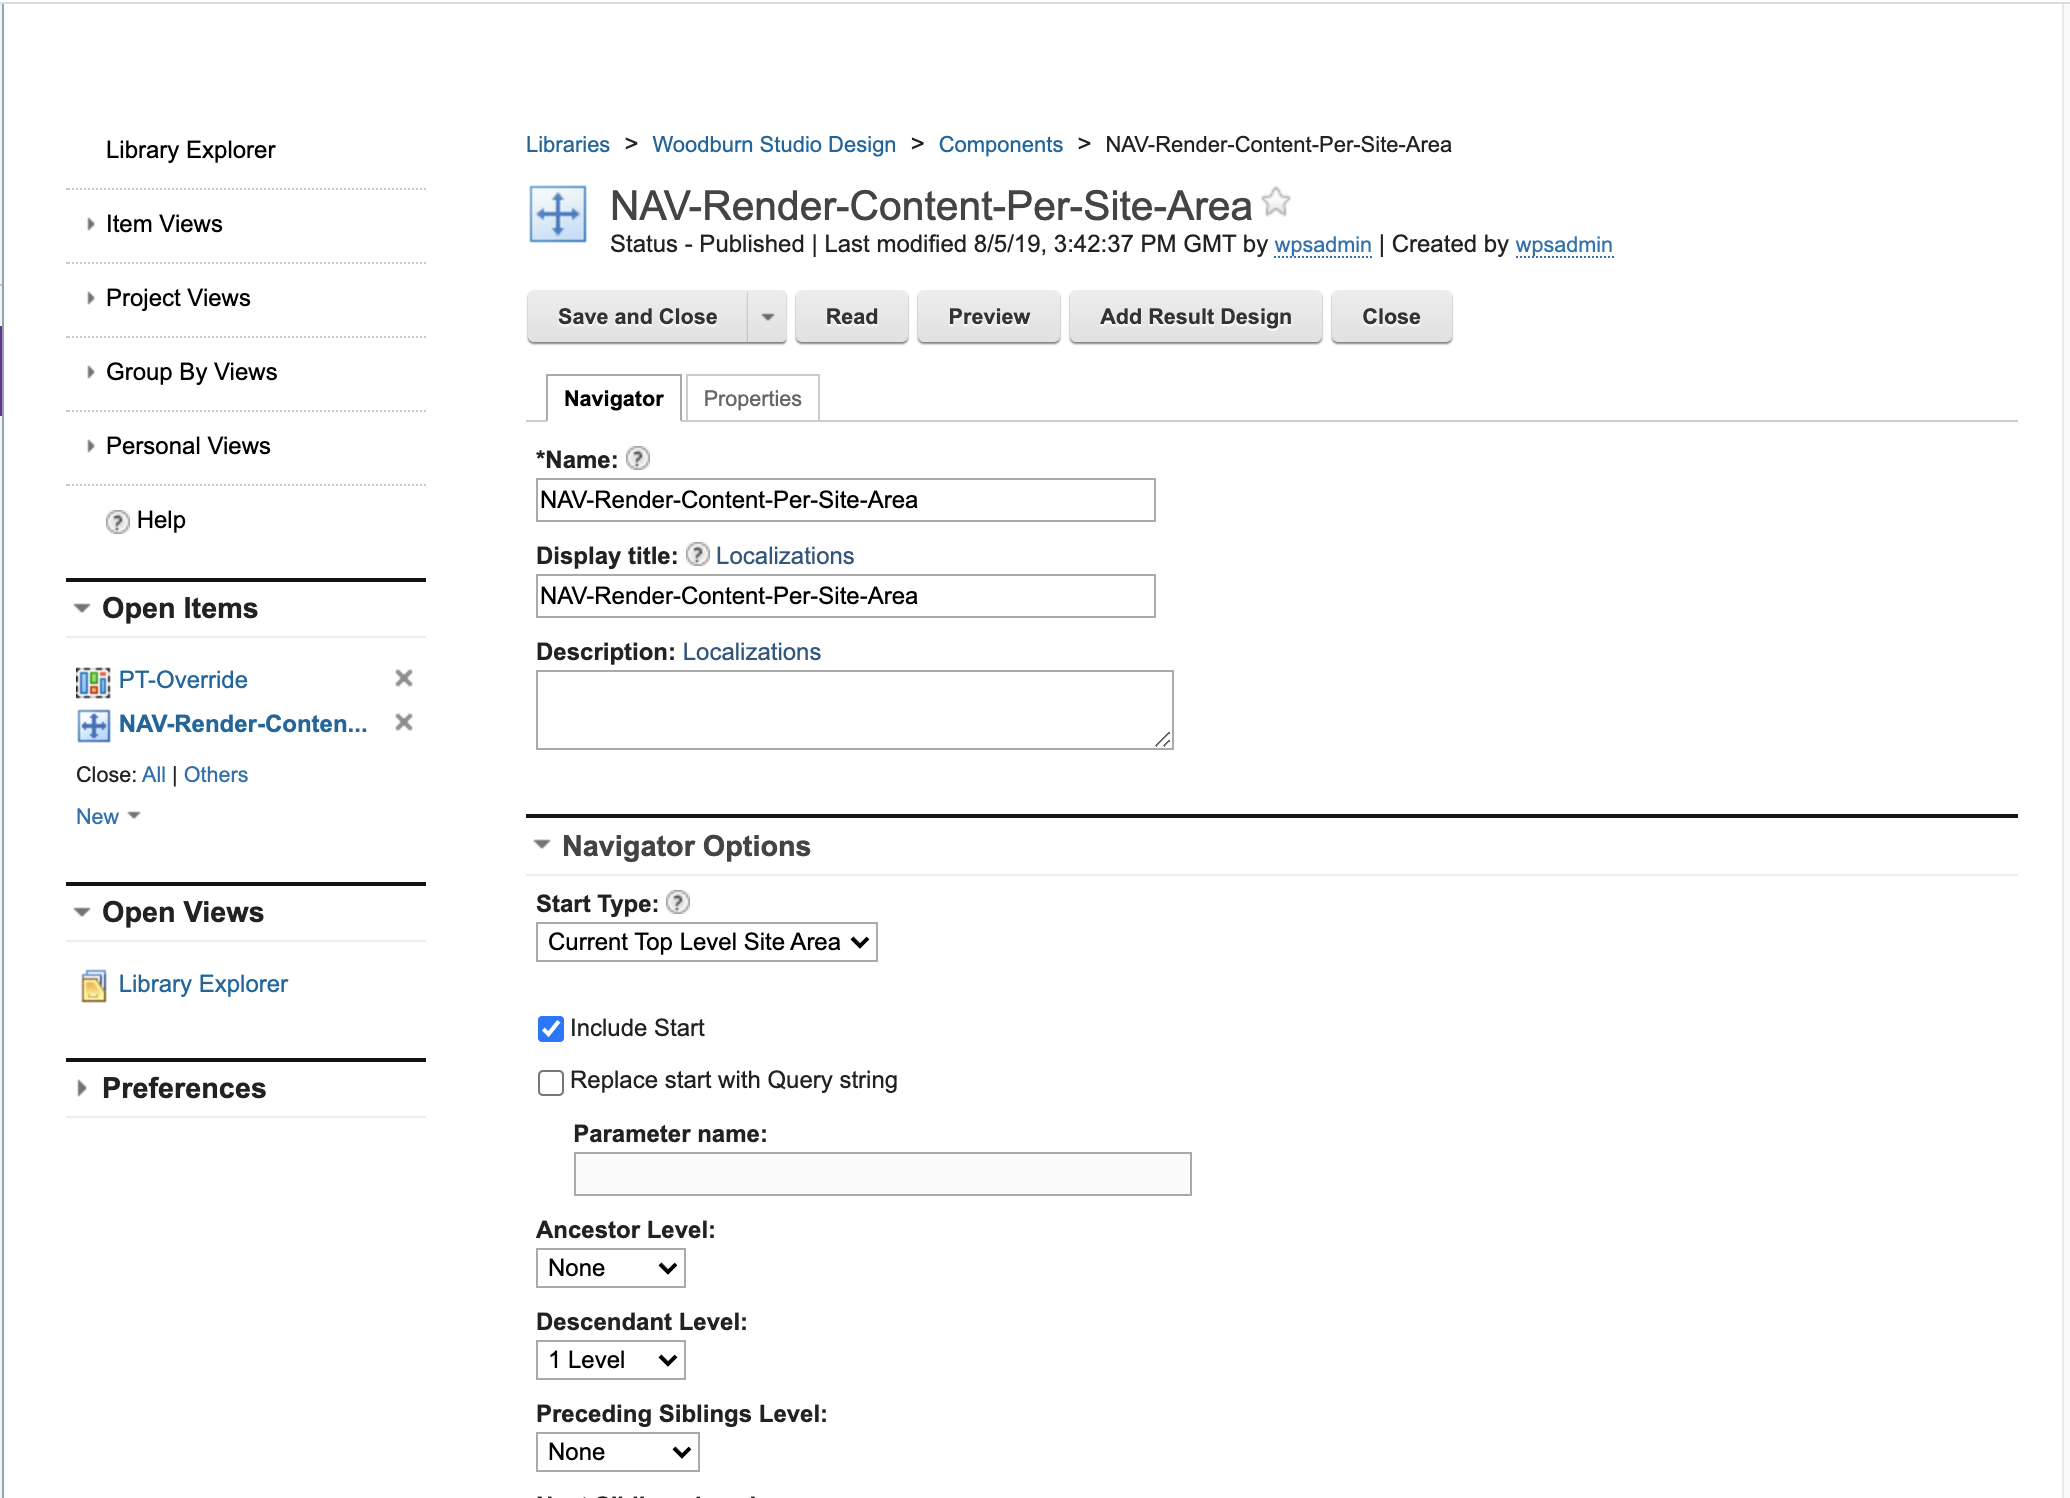 Library Explorer
Item Views
Project Views
Group By Views
Personal Views
? Help
Open Items
PT-Override
NAV-Render-Conten...
Close: All | Others
New
Open Views
Library Explorer
Preferences
Libraries > Woodburn Studio Design > Components > NAV-Render-Content-Per-Site-Area
NAV-Render-Content-Per-Site-Area
Status - Published | Last modified 8/5/19, 3:42:37 PM GMT by wpsadmin | Created by wpsadmin
Save and Close Read Preview Add Result Design Close
Navigator Properties
*Name: ?
NAV-Render-Content-Per-Site-Area
Display title: ? Localizations
NAV-Render-Content-Per-Site-Area
Description: Localizations
Navigator Options
Start Type: ?
Current Top Level Site Area
Include Start
Replace start with Query string
Parameter name:
Ancestor Level:
None
Descendant Level:
1 Level
Preceding Siblings Level:
None